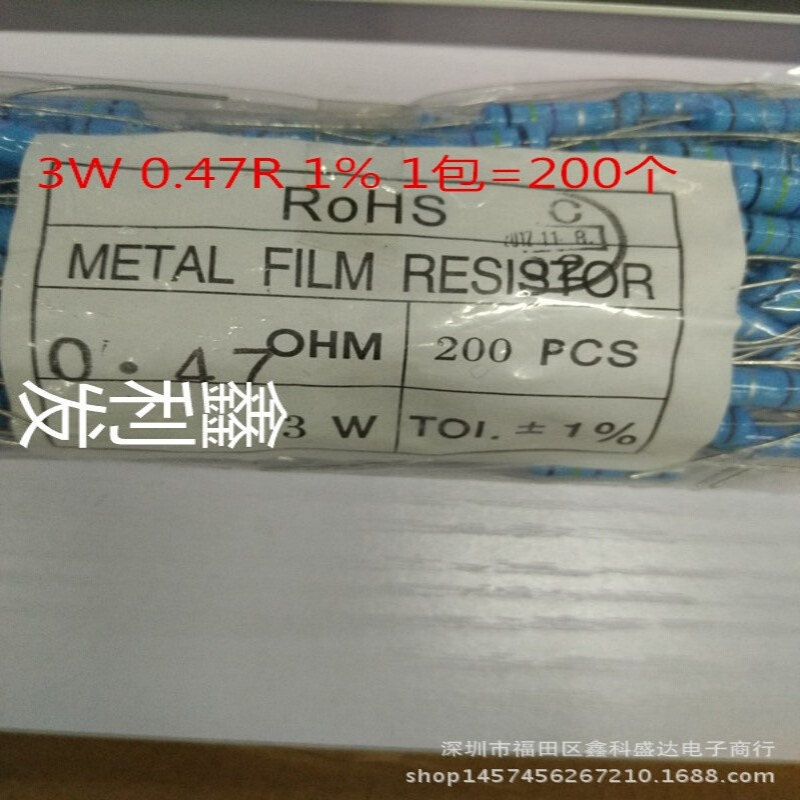 3W 0.47R 1% 1包=200个
RoHS
C
2017.11.8.
METAL FILM RESISTOR
0.47 OHM 200 PCS
3 W TOl. ±1%
鑫利发
深圳市福田区鑫科盛达电子商行
shop1457456267210.1688.com